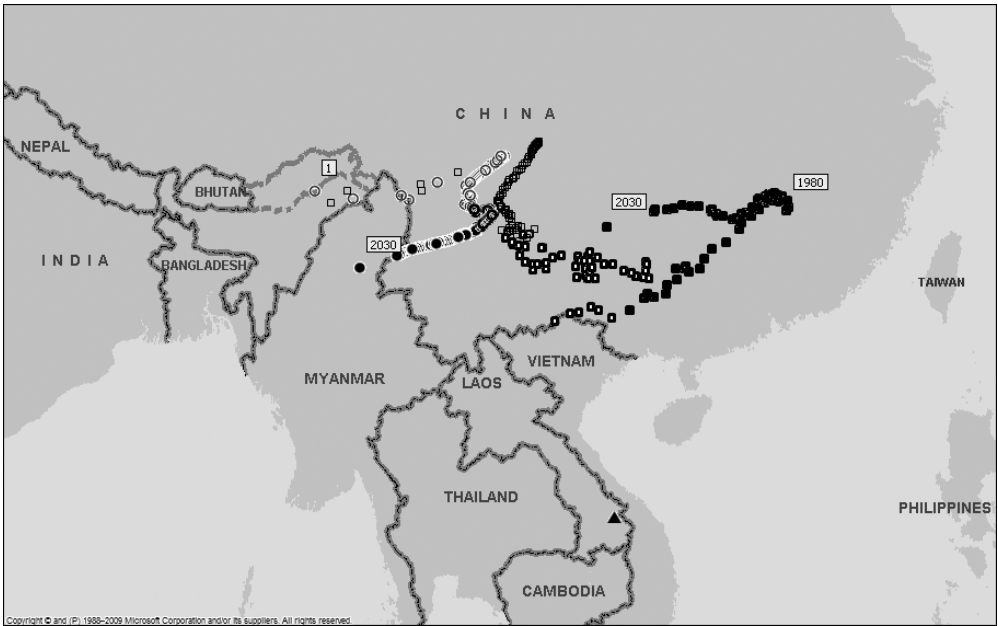 C H I N A
NEPAL
1
BHUTAN
1980
2030
2030
I N D I A
BANGLADESH
TAIWAN
MYANMAR
LAOS
VIETNAM
THAILAND
PHILIPPINES
CAMBODIA
Copyright © and (P) 1988–2009 Microsoft Corporation and/or its suppliers. All rights reserved.